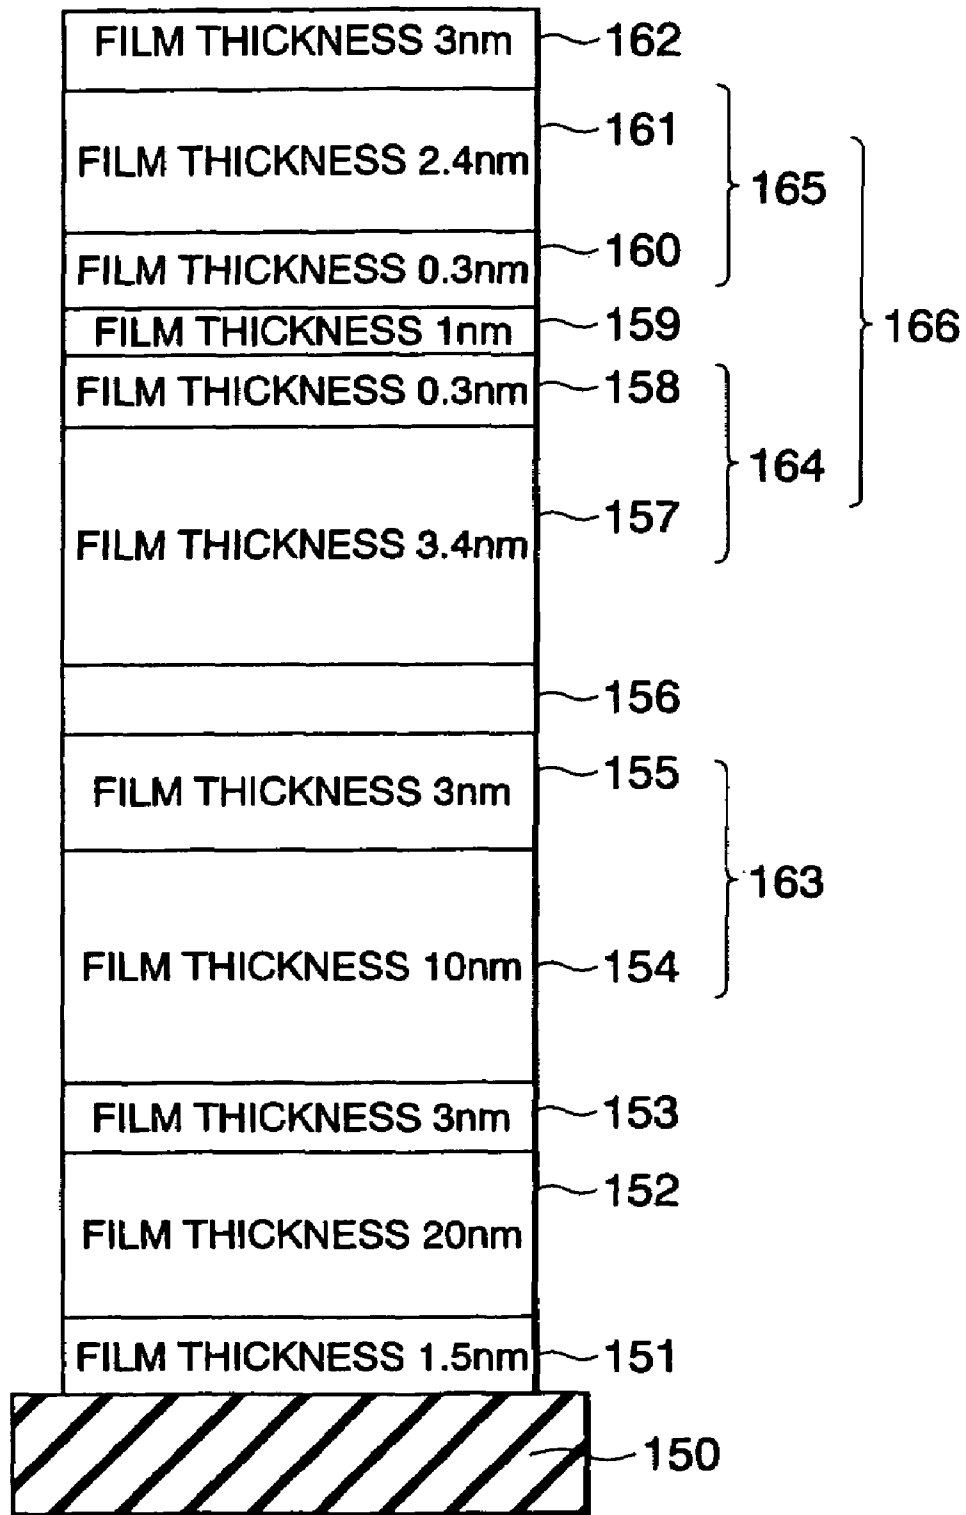 FILM THICKNESS 3nm 162
FILM THICKNESS 2.4nm 161
165
FILM THICKNESS 0.3nm 160
166
FILM THICKNESS 1nm 159
FILM THICKNESS 0.3nm 158
164
FILM THICKNESS 3.4nm 157
156
FILM THICKNESS 3nm 155
163
FILM THICKNESS 10nm 154
FILM THICKNESS 3nm 153
FILM THICKNESS 20nm 152
FILM THICKNESS 1.5nm 151
150